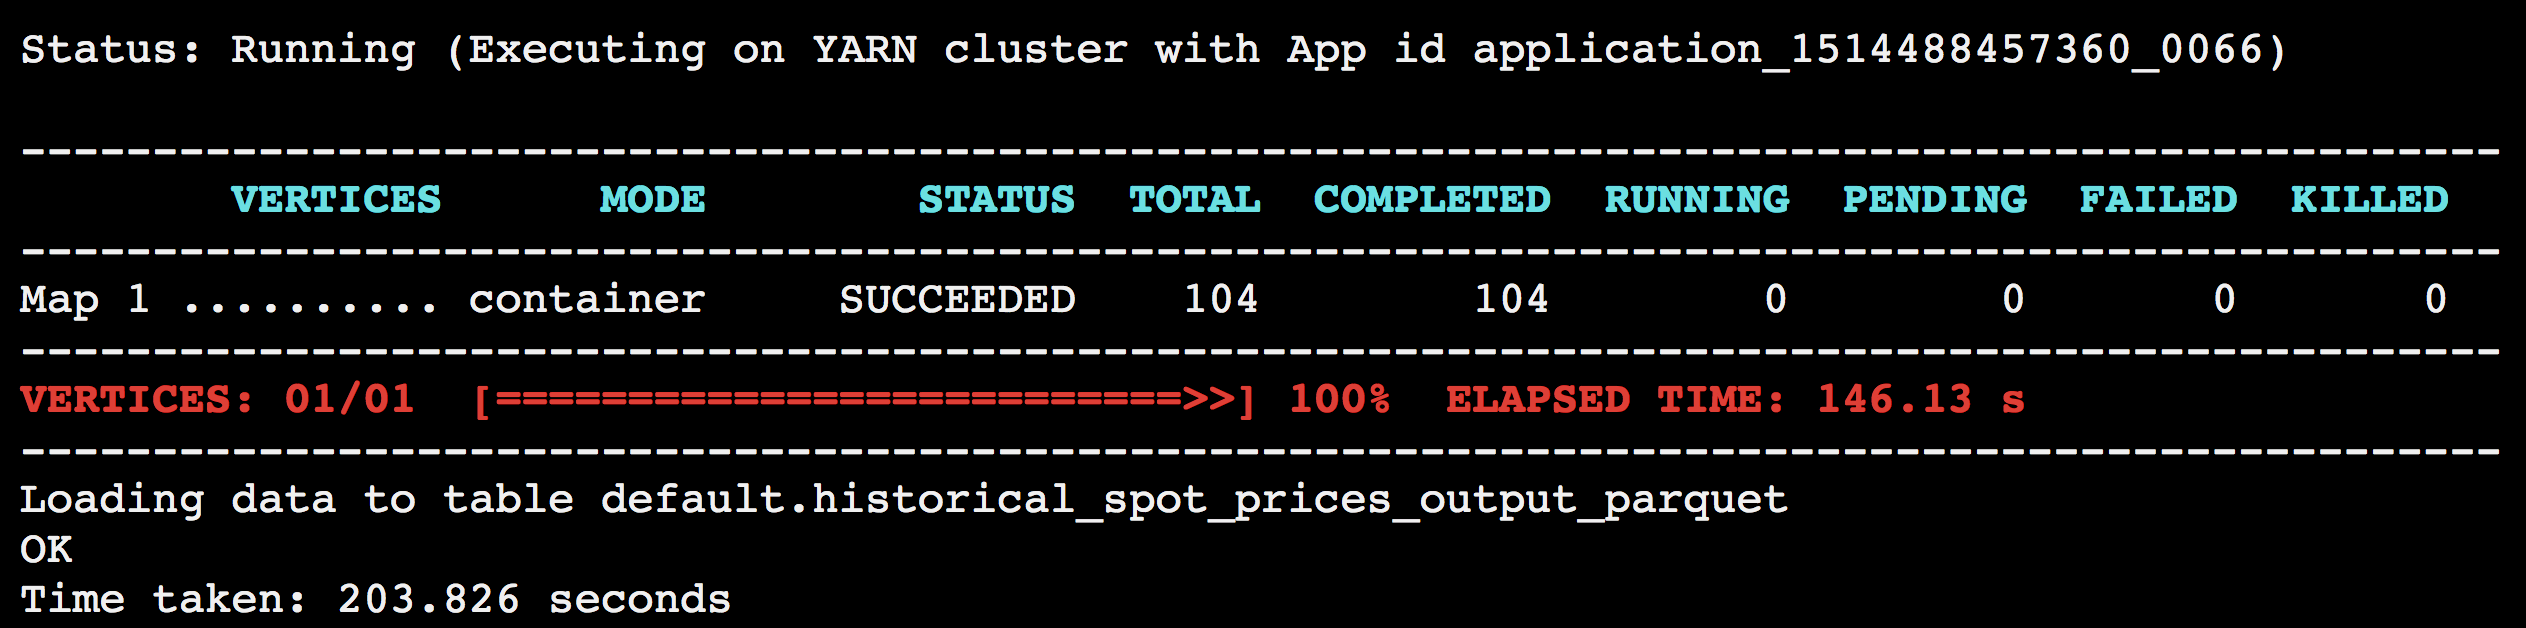 Status: Running (Executing on YARN cluster with App id application_1514488457360_0066)
----------------------------------------------------------------------------------------------
        VERTICES      MODE        STATUS  TOTAL  COMPLETED  RUNNING  PENDING  FAILED  KILLED
----------------------------------------------------------------------------------------------
Map 1 .......... container     SUCCEEDED    104        104        0        0       0       0
----------------------------------------------------------------------------------------------
VERTICES: 01/01  [==========================>>] 100%  ELAPSED TIME: 146.13 s
----------------------------------------------------------------------------------------------
Loading data to table default.historical_spot_prices_output_parquet
OK
Time taken: 203.826 seconds